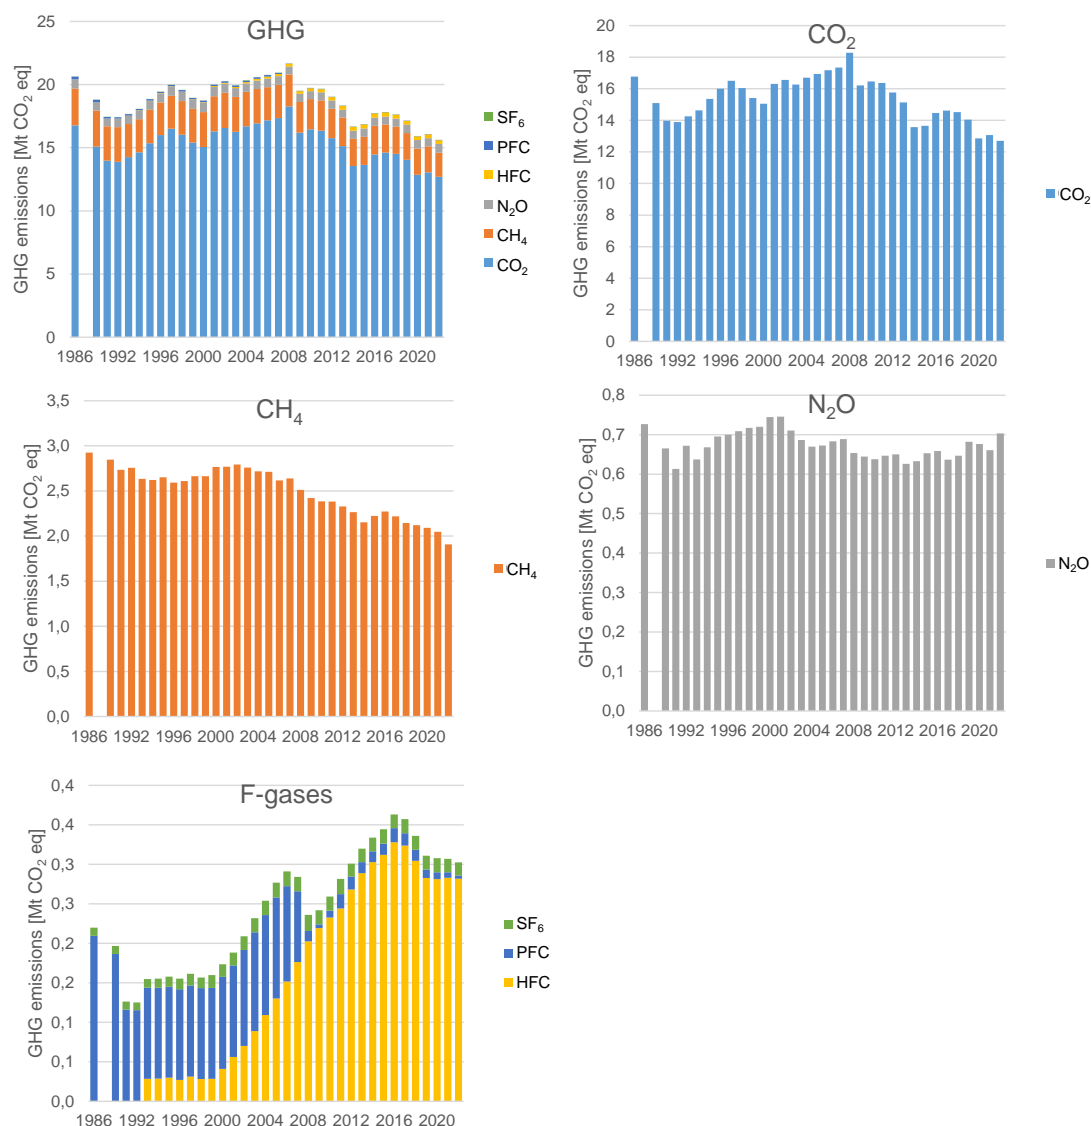 GHG
GHG emissions [Mt CO₂ eq]
25
20
15
10
5
0
1986 1992 1996 2000 2004 2008 2012 2016 2020
SF₆
PFC
HFC
N₂O
CH₄
CO₂
CO₂
GHG emissions [Mt CO₂ eq]
20
18
16
14
12
10
8
6
4
2
0
1986 1992 1996 2000 2004 2008 2012 2016 2020
CO₂
CH₄
GHG emissions [Mt CO₂ eq]
3,5
3,0
2,5
2,0
1,5
1,0
0,5
0,0
1986 1992 1996 2000 2004 2008 2012 2016 2020
CH₄
N₂O
GHG emissions [Mt CO₂ eq]
0,8
0,7
0,6
0,5
0,4
0,3
0,2
0,1
0,0
1986 1992 1996 2000 2004 2008 2012 2016 2020
N₂O
F-gases
GHG emissions [Mt CO₂ eq]
0,4
0,4
0,3
0,3
0,2
0,2
0,1
0,1
0,0
1986 1992 1996 2000 2004 2008 2012 2016 2020
SF₆
PFC
HFC